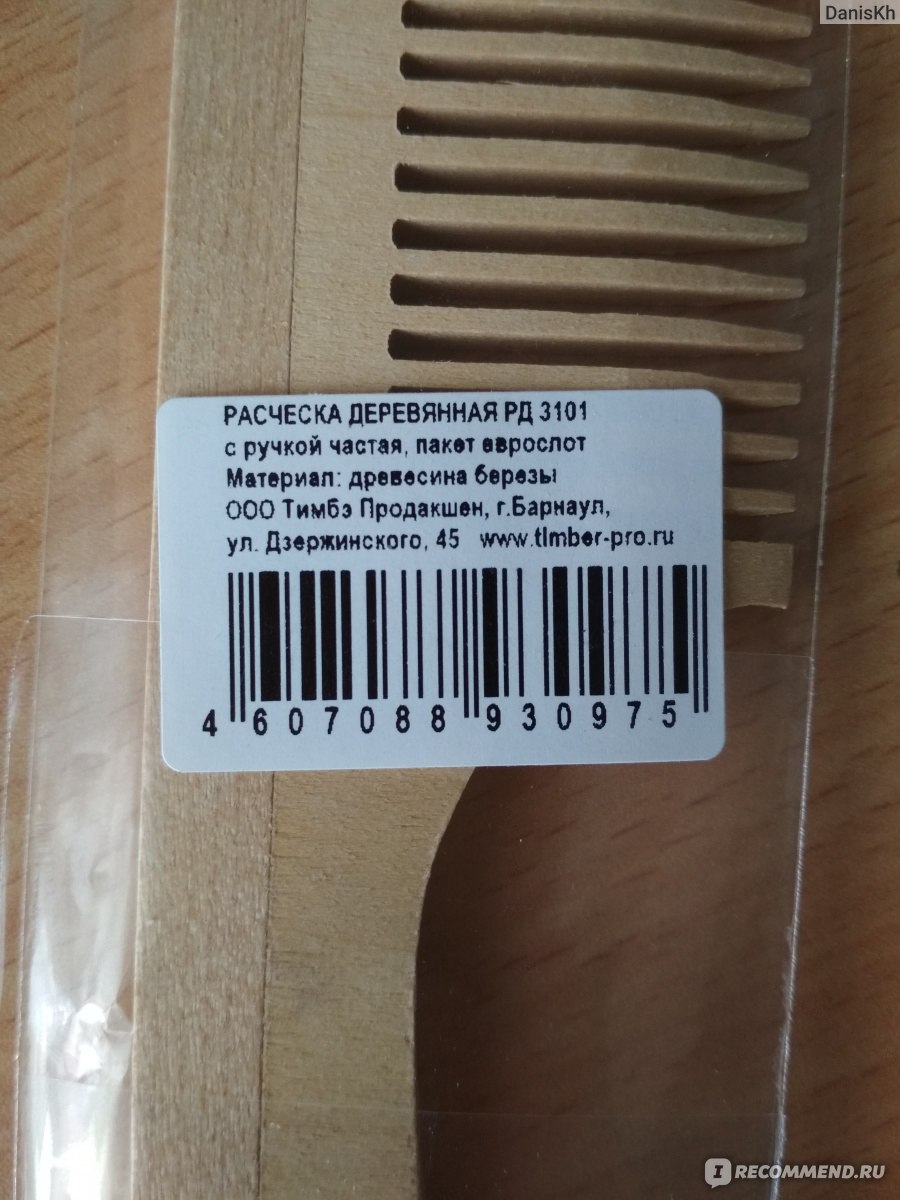 DanisKh
РАСЧЕСКА ДЕРЕВЯННАЯ РД 3101
с ручкой частая, пакет еврослот
Материал: древесина березы
ООО Тимбэ Продакшен, г.Барнаул,
ул. Дзержинского, 45 www.timber-pro.ru
4 607088 930975
IRECOMMEND.RU